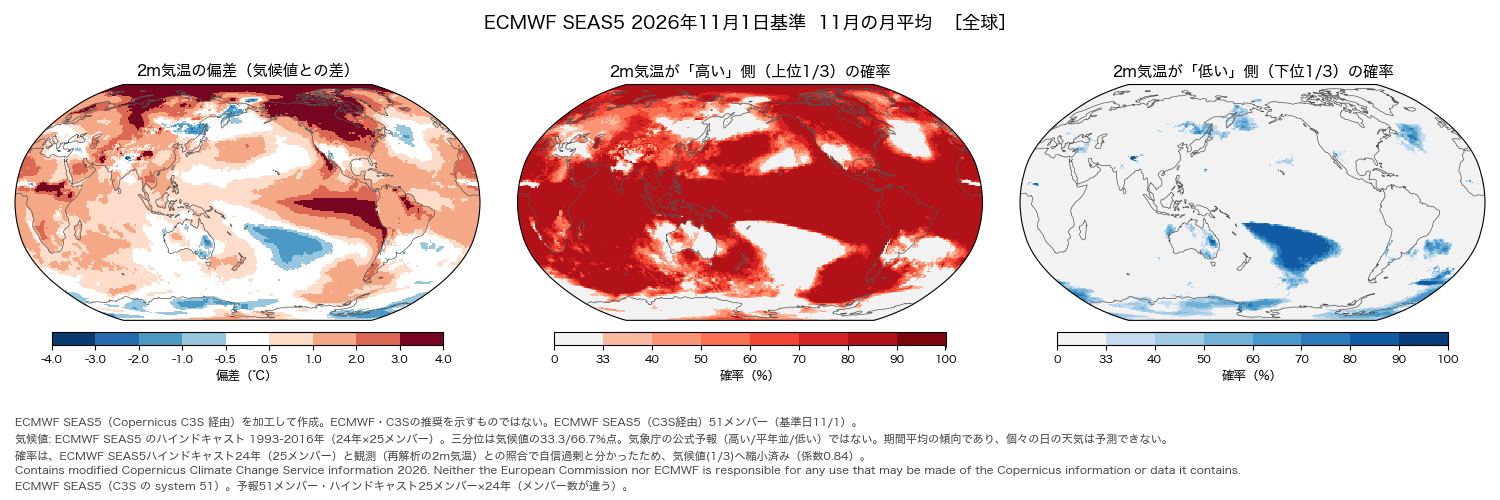 ECMWF SEAS5 2026年11月1日基準  11月の月平均  ［全球］
2m気温の偏差（気候値との差）
2m気温が「高い」側（上位1/3）の確率
2m気温が「低い」側（下位1/3）の確率
-4.0 -3.0 -2.0 -1.0 -0.5 0.5 1.0 2.0 3.0 4.0
偏差（℃）
0 33 40 50 60 70 80 90 100
確率（%）
0 33 40 50 60 70 80 90 100
確率（%）
ECMWF SEAS5（Copernicus C3S 経由）を加工して作成。ECMWF・C3Sの推奨を示すものではない。ECMWF SEAS5（C3S経由）51メンバー（基準日11/1）。
気候値: ECMWF SEAS5 のハインドキャスト 1993-2016年（24年×25メンバー）。三分位は気候値の33.3/66.7%点。気象庁の公式予報（高い/平年並/低い）ではない。期間平均の傾向であり、個々の日の天気は予測できない。
確率は、ECMWF SEAS5ハインドキャスト24年（25メンバー）と観測（再解析の2m気温）との照合で自信過剰と分かったため、気候値(1/3)へ縮小済み（係数0.84）。
Contains modified Copernicus Climate Change Service information 2026. Neither the European Commission nor ECMWF is responsible for any use that may be made of the Copernicus information or data it contains.
ECMWF SEAS5（C3S の system 51）。予報51メンバー・ハインドキャスト25メンバー×24年（メンバー数が違う）。